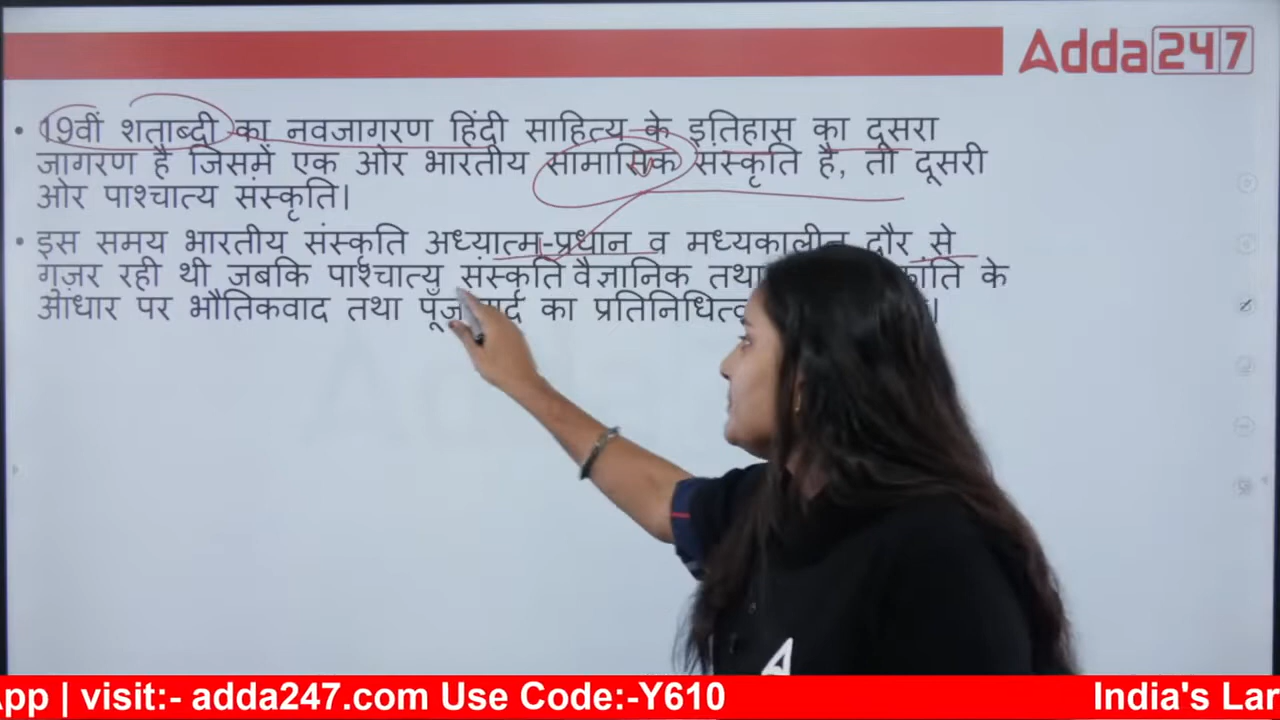 Adda247
• 19वीं शताब्दी का नवजागरण हिंदी साहित्य के इतिहास का दूसरा
जागरण है जिसमें एक ओर भारतीय सामासिक संस्कृति है, तो दूसरी
ओर पाश्चात्य संस्कृति।
• इस समय भारतीय संस्कृति अध्यात्म-प्रधान व मध्यकालीन दौर से
गुज़र रही थी जबकि पाश्चात्य संस्कृति वैज्ञानिक तथा के
आधार पर भौतिकवाद तथा का
App | visit:- adda247.com Use Code:-Y610 India's Lar